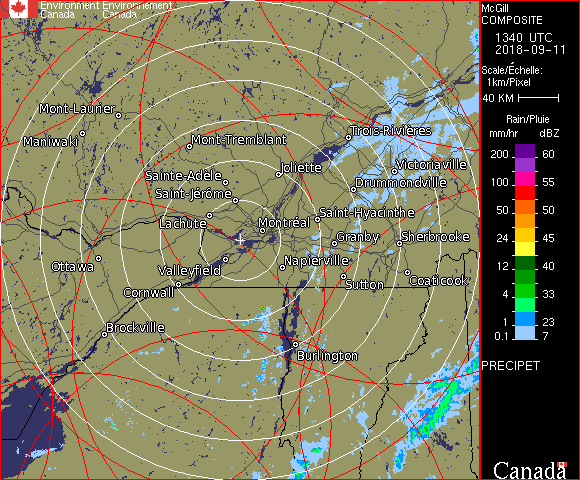 Environment Environnement
Canada Canada
McGill
COMPOSITE
1340 UTC
2018-09-11
Scale/Échelle:
1km/Pixel
40 KM
Rain/Pluie
mm/hr dBZ
200 60
100 55
50 50
24 45
12 40
4 33
1 23
0.1 7
PRECIPET
Canada
Mont-Laurier
Maniwaki
Mont-Tremblant
Trois-Rivières
Sainte-Adèle
Joliette
Victoriaville
Drummondville
Saint-Jérôme
Lachute
Montréal
Saint-Hyacinthe
Granby
Sherbrooke
Ottawa
Valleyfield
Napierville
Sutton
Coaticook
Cornwall
Brockville
Burlington